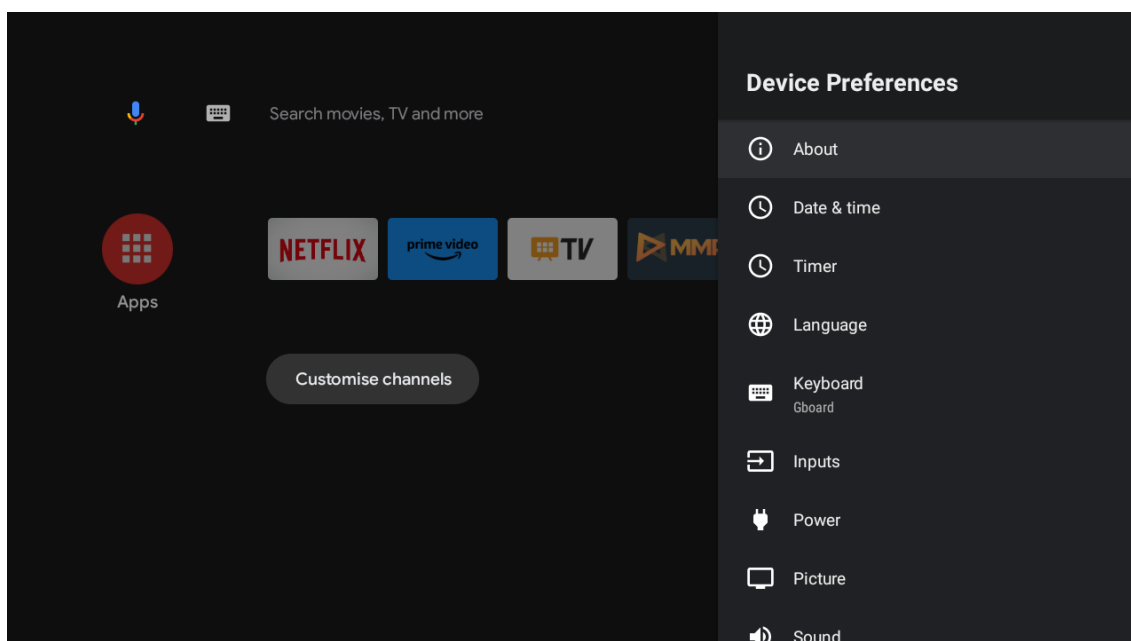 Device Preferences
Search movies, TV and more
About
Date & time
NETFLIX
prime video
TV
Timer
Apps
Language
Customise channels
Keyboard
Gboard
Inputs
Power
Picture
Sound